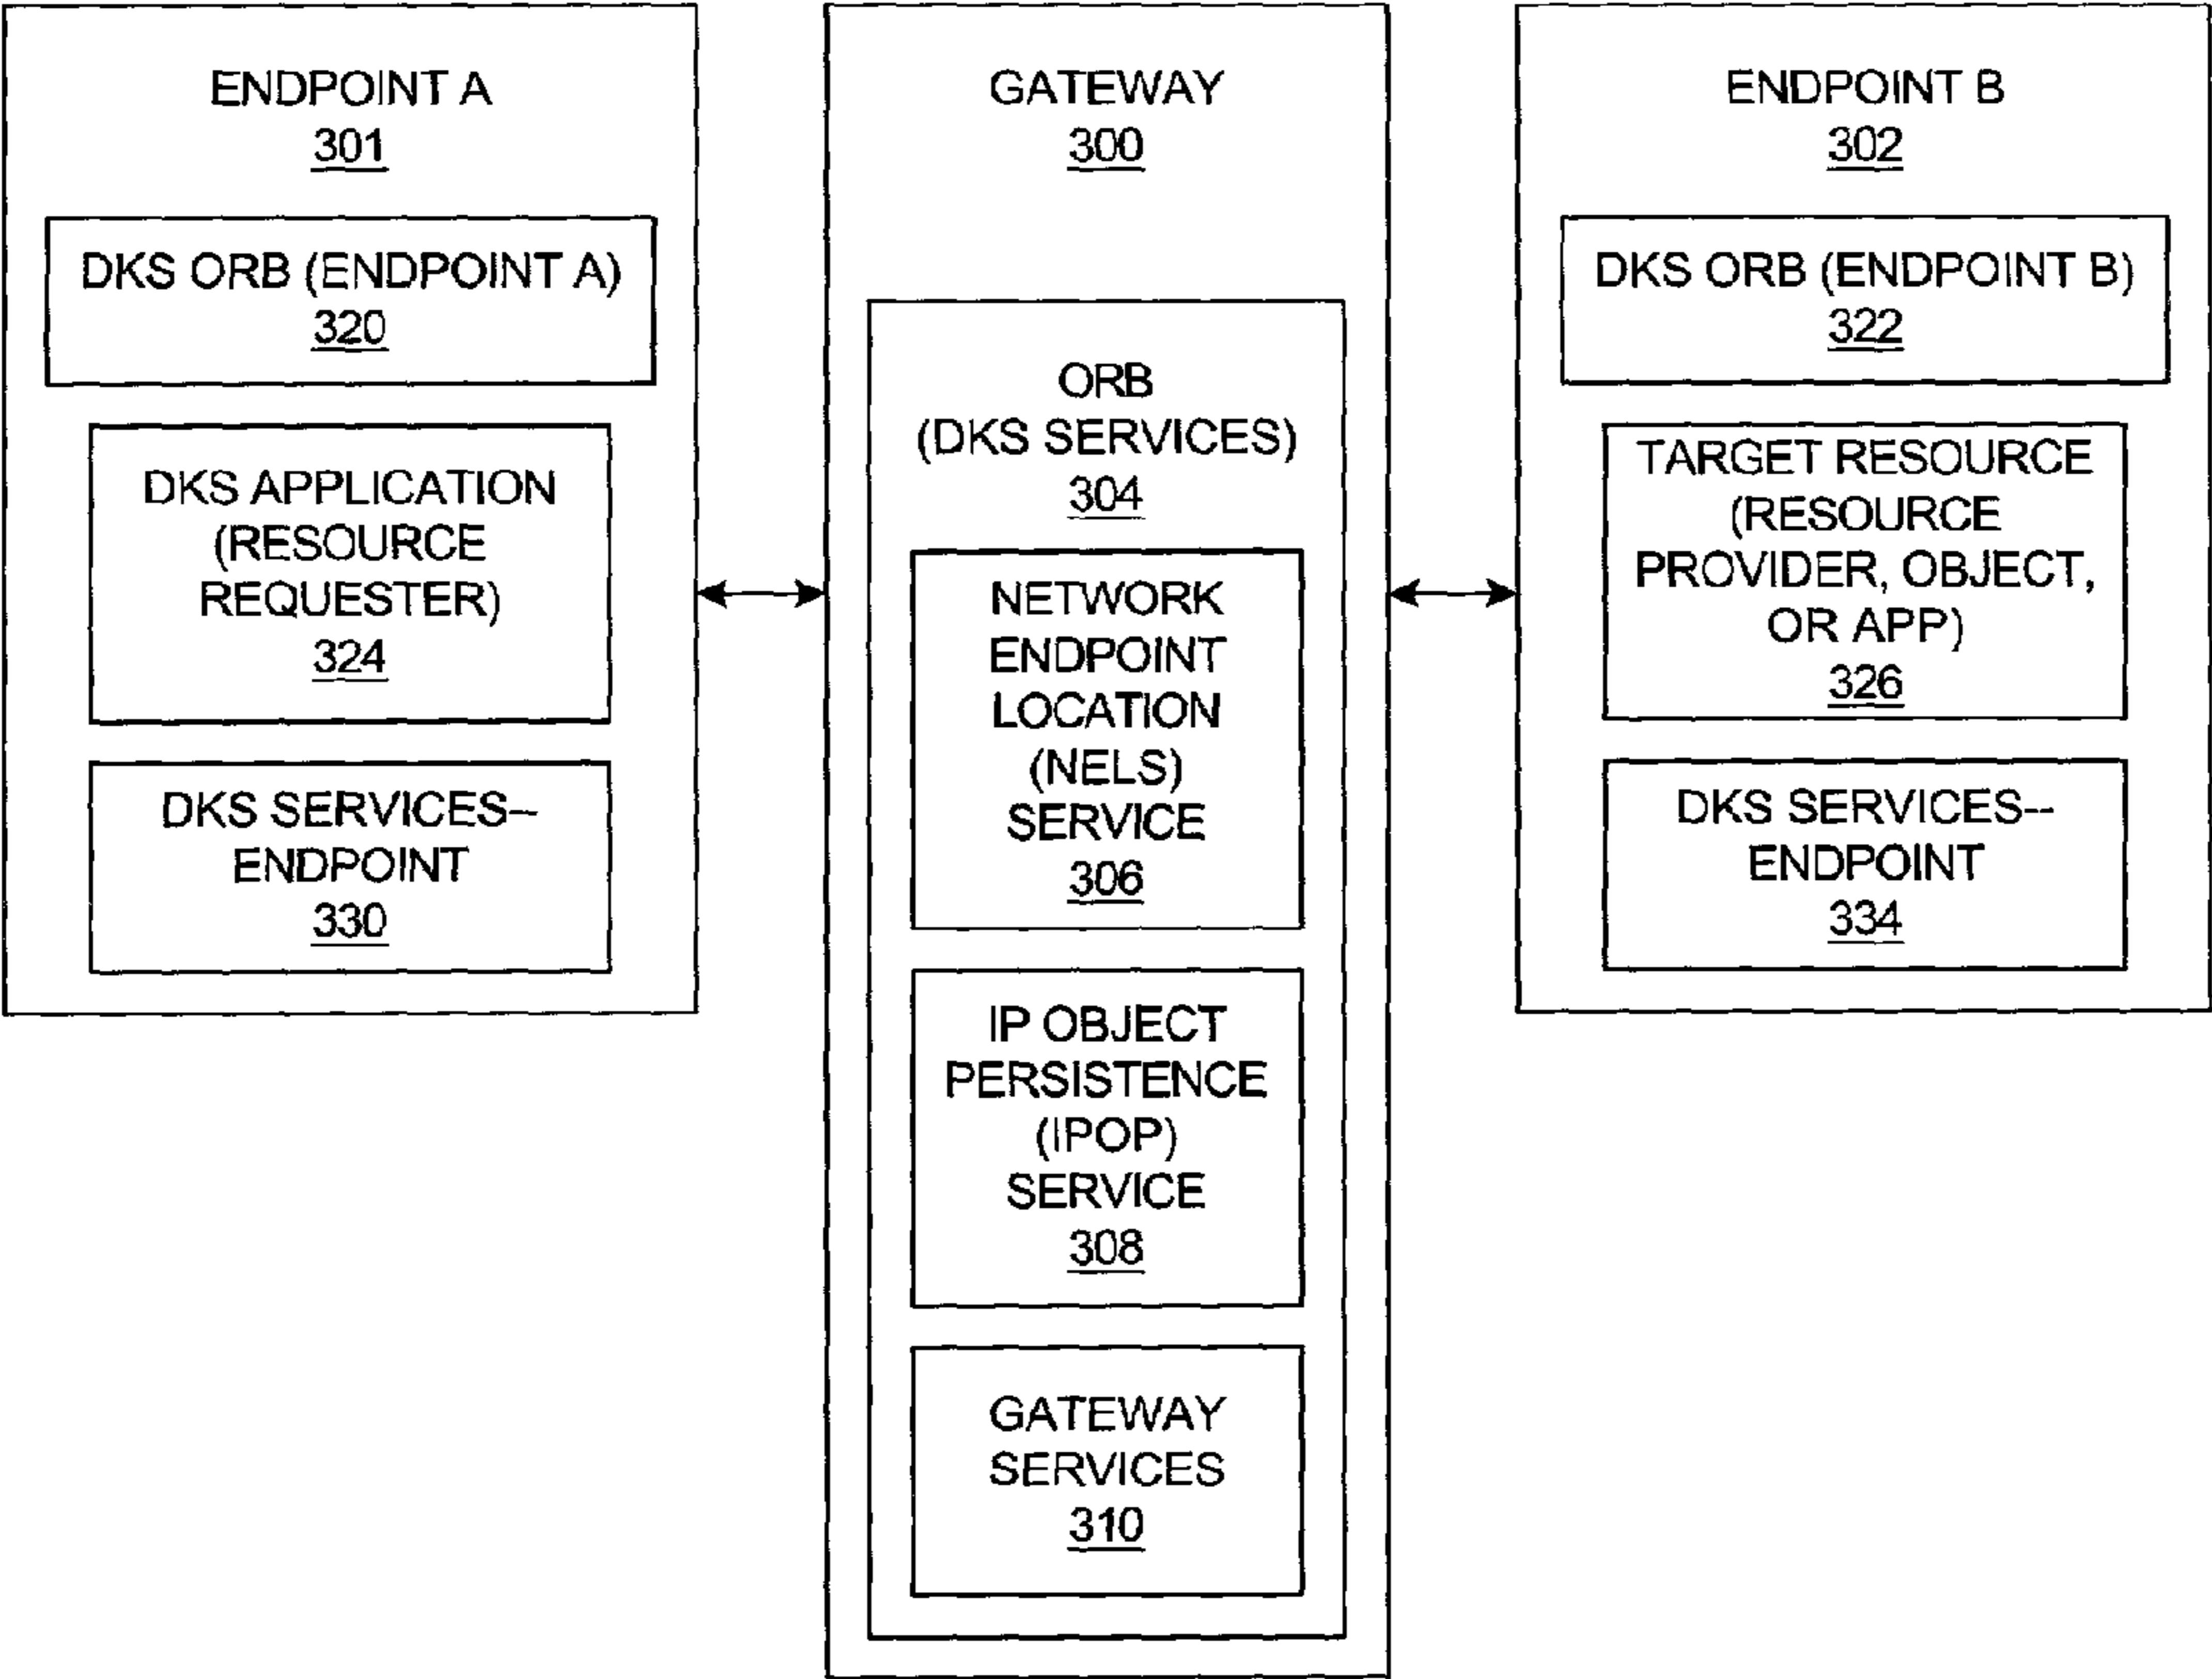 ENDPOINT A
301
DKS ORB (ENDPOINT A)
320
DKS APPLICATION
(RESOURCE
REQUESTER)
324
DKS SERVICES--
ENDPOINT
330
GATEWAY
300
ORB
(DKS SERVICES)
304
NETWORK
ENDPOINT
LOCATION
(NELS)
SERVICE
306
IP OBJECT
PERSISTENCE
(IPOP)
SERVICE
308
GATEWAY
SERVICES
310
ENDPOINT B
302
DKS ORB (ENDPOINT B)
322
TARGET RESOURCE
(RESOURCE
PROVIDER, OBJECT,
OR APP)
326
DKS SERVICES--
ENDPOINT
334